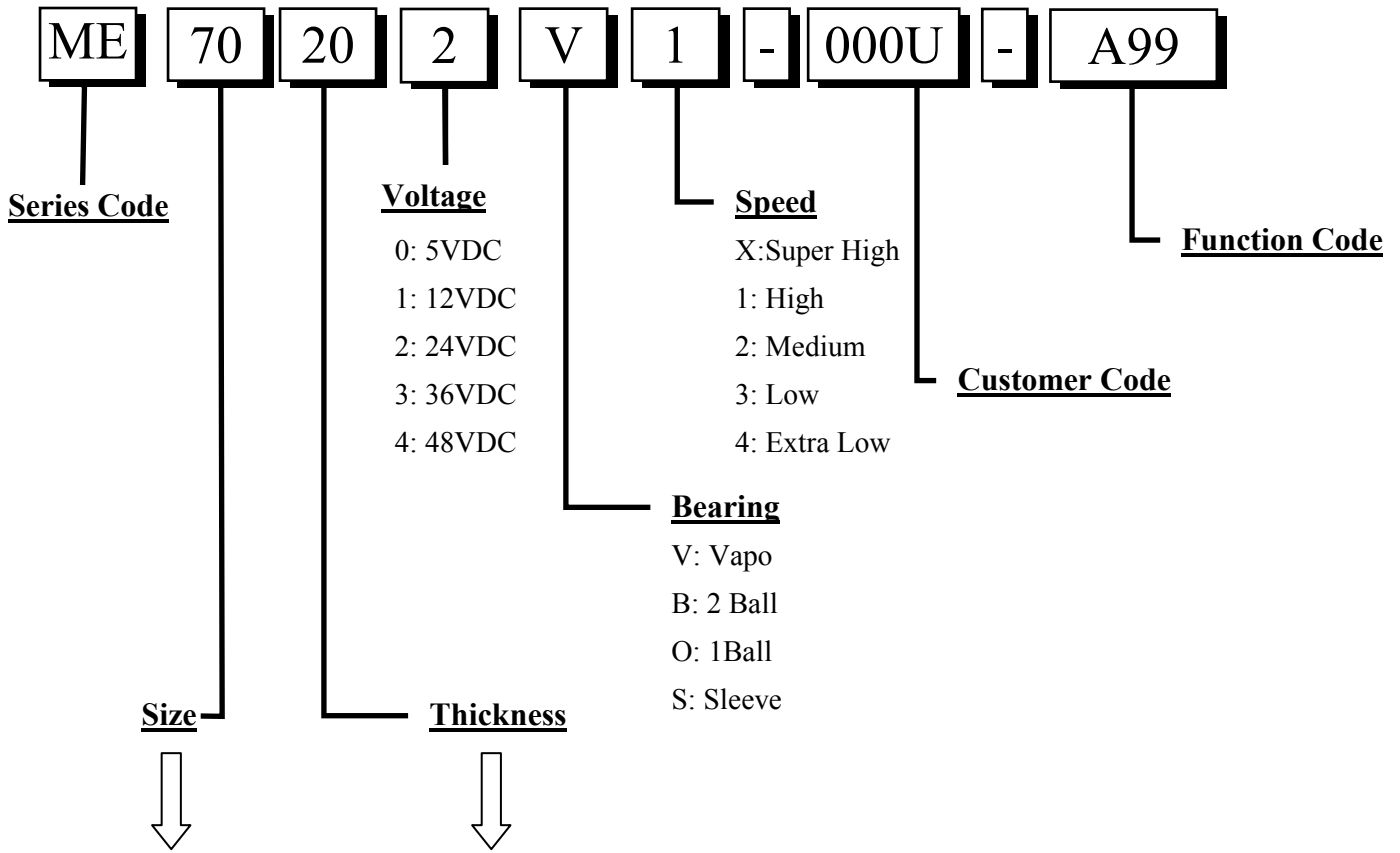 ME 70 20 2 V 1 - 000U - A99
Series Code
Voltage
0: 5VDC
1: 12VDC
2: 24VDC
3: 36VDC
4: 48VDC
Speed
X:Super High
1: High
2: Medium
3: Low
4: Extra Low
Function Code
Customer Code
Bearing
V: Vapo
B: 2 Ball
O: 1Ball
S: Sleeve
Size
Thickness